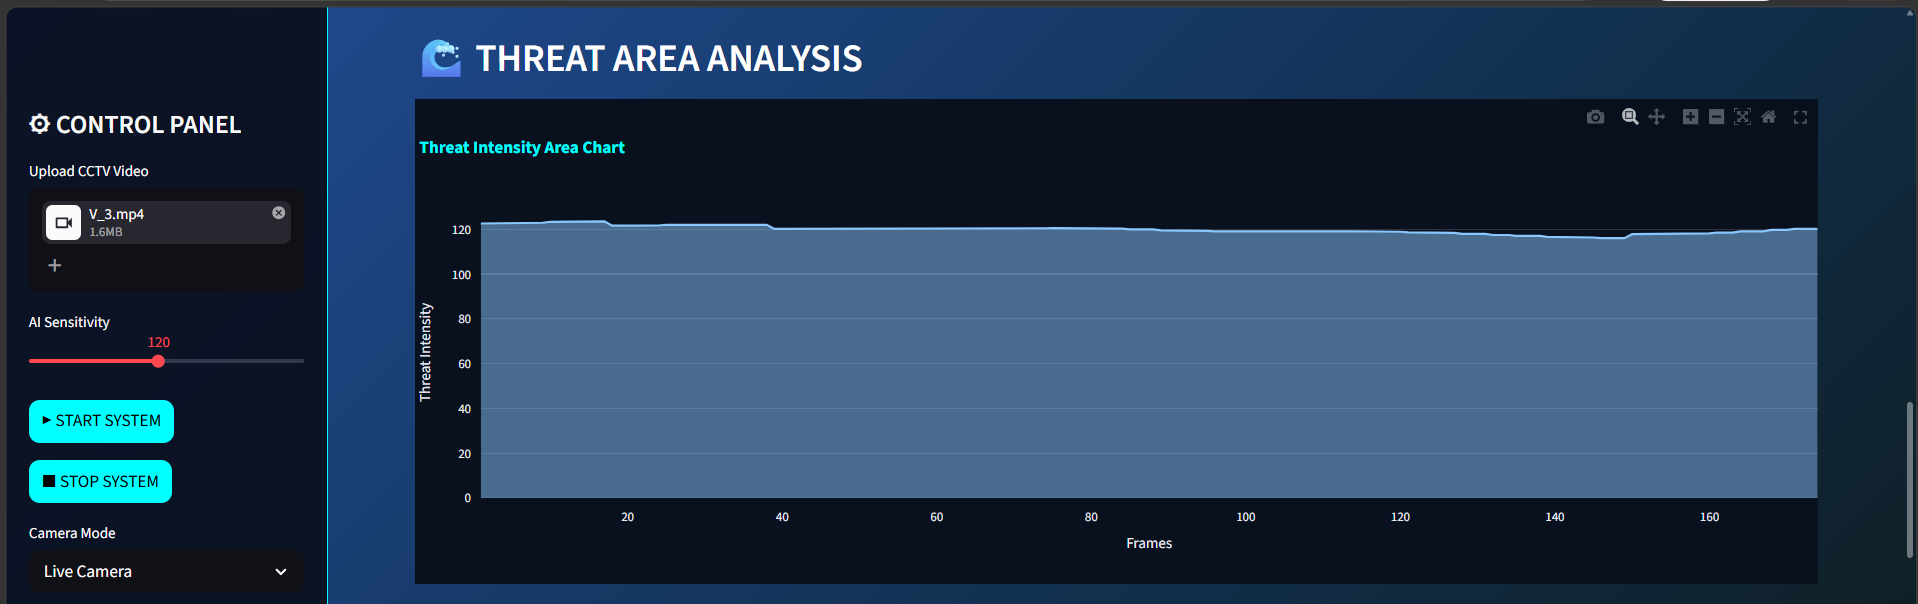 CONTROL PANEL
Upload CCTV Video
V_3.mp4
1.6MB
AI Sensitivity
120
START SYSTEM
STOP SYSTEM
Camera Mode
Live Camera
THREAT AREA ANALYSIS
Threat Intensity Area Chart
Threat Intensity
120
100
80
60
40
20
0
20 40 60 80 100 120 140 160
Frames